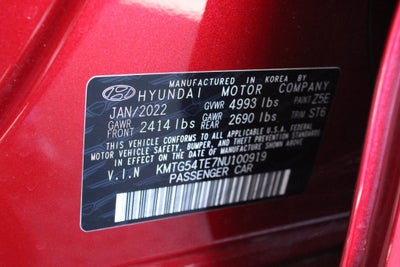 MANUFACTURED IN KOREA BY
HYUNDAI MOTOR COMPANY
JAN/2022 GVWR 4993 lbs PAINT Z5E
GAWR FRONT 2414 lbs GAWR REAR 2690 lbs TRIM ST6
THIS VEHICLE CONFORMS TO ALL APPLICABLE U.S. FEDERAL
MOTOR VEHICLE SAFETY, BUMPER, AND THEFT PREVENTION STANDARDS
IN EFFECT ON THE DATE OF MANUFACTURE SHOWN ABOVE.
V.I.N KMTG54TE7NU100919
PASSENGER CAR